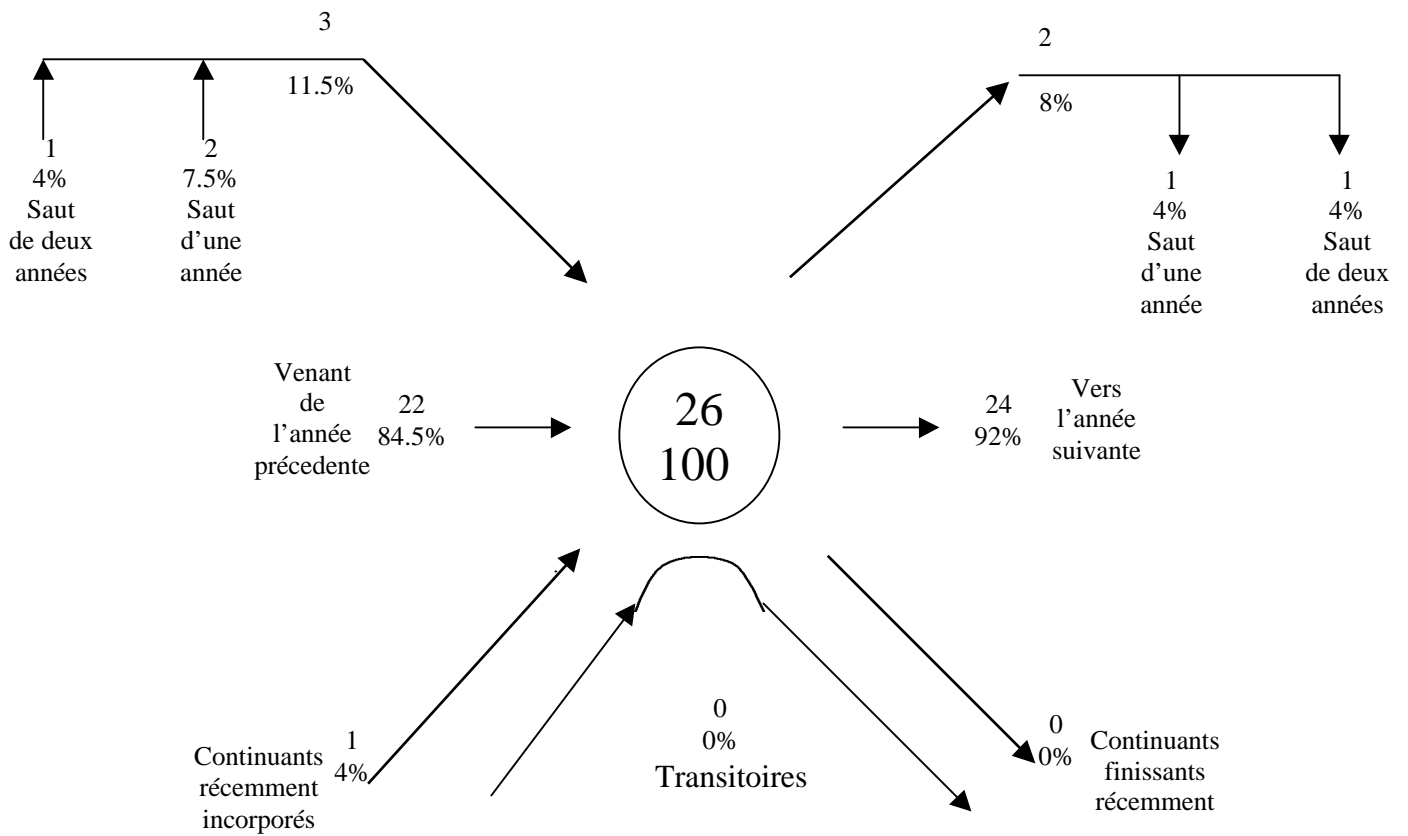 3
11.5%
1
4%
Saut
de deux
années
2
7.5%
Saut
d’une
année
2
8%
1
4%
Saut
d’une
année
1
4%
Saut
de deux
années
Venant
de
l’année
précedente
22
84.5%
26
100
24
92%
Vers
l’année
suivante
Continuants
récemment
incorporés
1
4%
0
0%
Transitoires
0
0%
Continuants
finissants
récemment